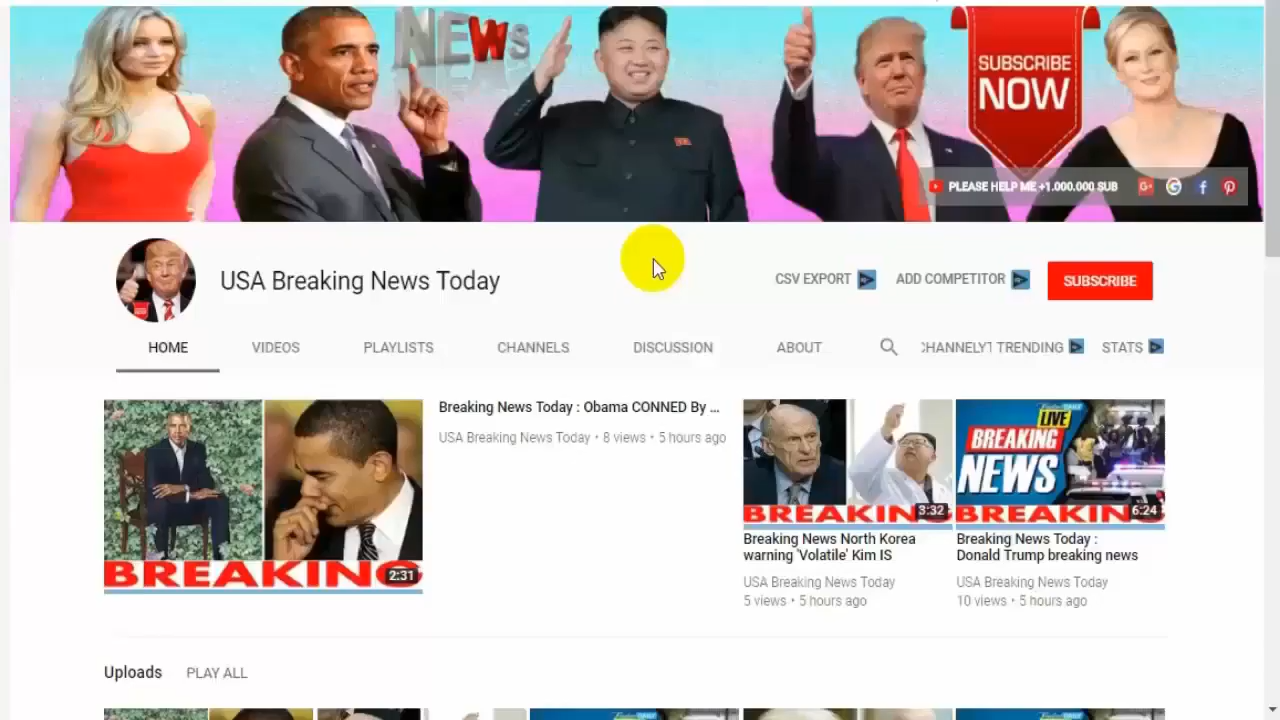 NEWS
SUBSCRIBE
NOW
PLEASE HELP ME +1.000.000 SUB
USA Breaking News Today
CSV EXPORT
ADD COMPETITOR
SUBSCRIBE
HOME
VIDEOS
PLAYLISTS
CHANNELS
DISCUSSION
ABOUT
TRENDING
STATS
BREAKING
2:31
Breaking News Today : Obama CONNED By ...
USA Breaking News Today • 8 views • 5 hours ago
BREAKIN
3:32
Breaking News North Korea
warning 'Volatile' Kim IS
USA Breaking News Today
5 views • 5 hours ago
LIVE
BREAKING
NEWS
BREAKIN
6:24
Breaking News Today :
Donald Trump breaking news
USA Breaking News Today
10 views • 5 hours ago
Uploads
PLAY ALL